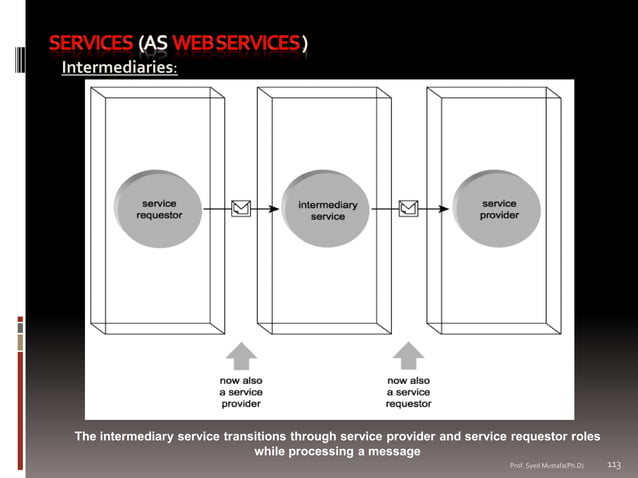 SERVICES (AS WEB SERVICES)
Intermediaries:
service
requestor
intermediary
service
service
provider
now also
a service
provider
now also
a service
requestor
The intermediary service transitions through service provider and service requestor roles
while processing a message
Prof. Syed Mustafa(Ph.D)
113